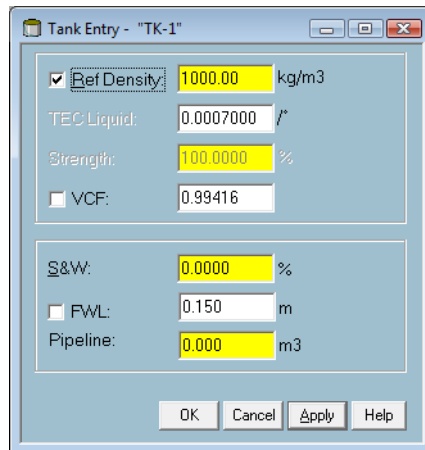 Tank Entry - "TK-1"
Ref Density: 1000.00 kg/m3
TEC Liquid: 0.0007000 /°
Strength: 100.0000 %
VCF: 0.99416
S&W: 0.0000 %
FWL: 0.150 m
Pipeline: 0.000 m3
OK Cancel Apply Help